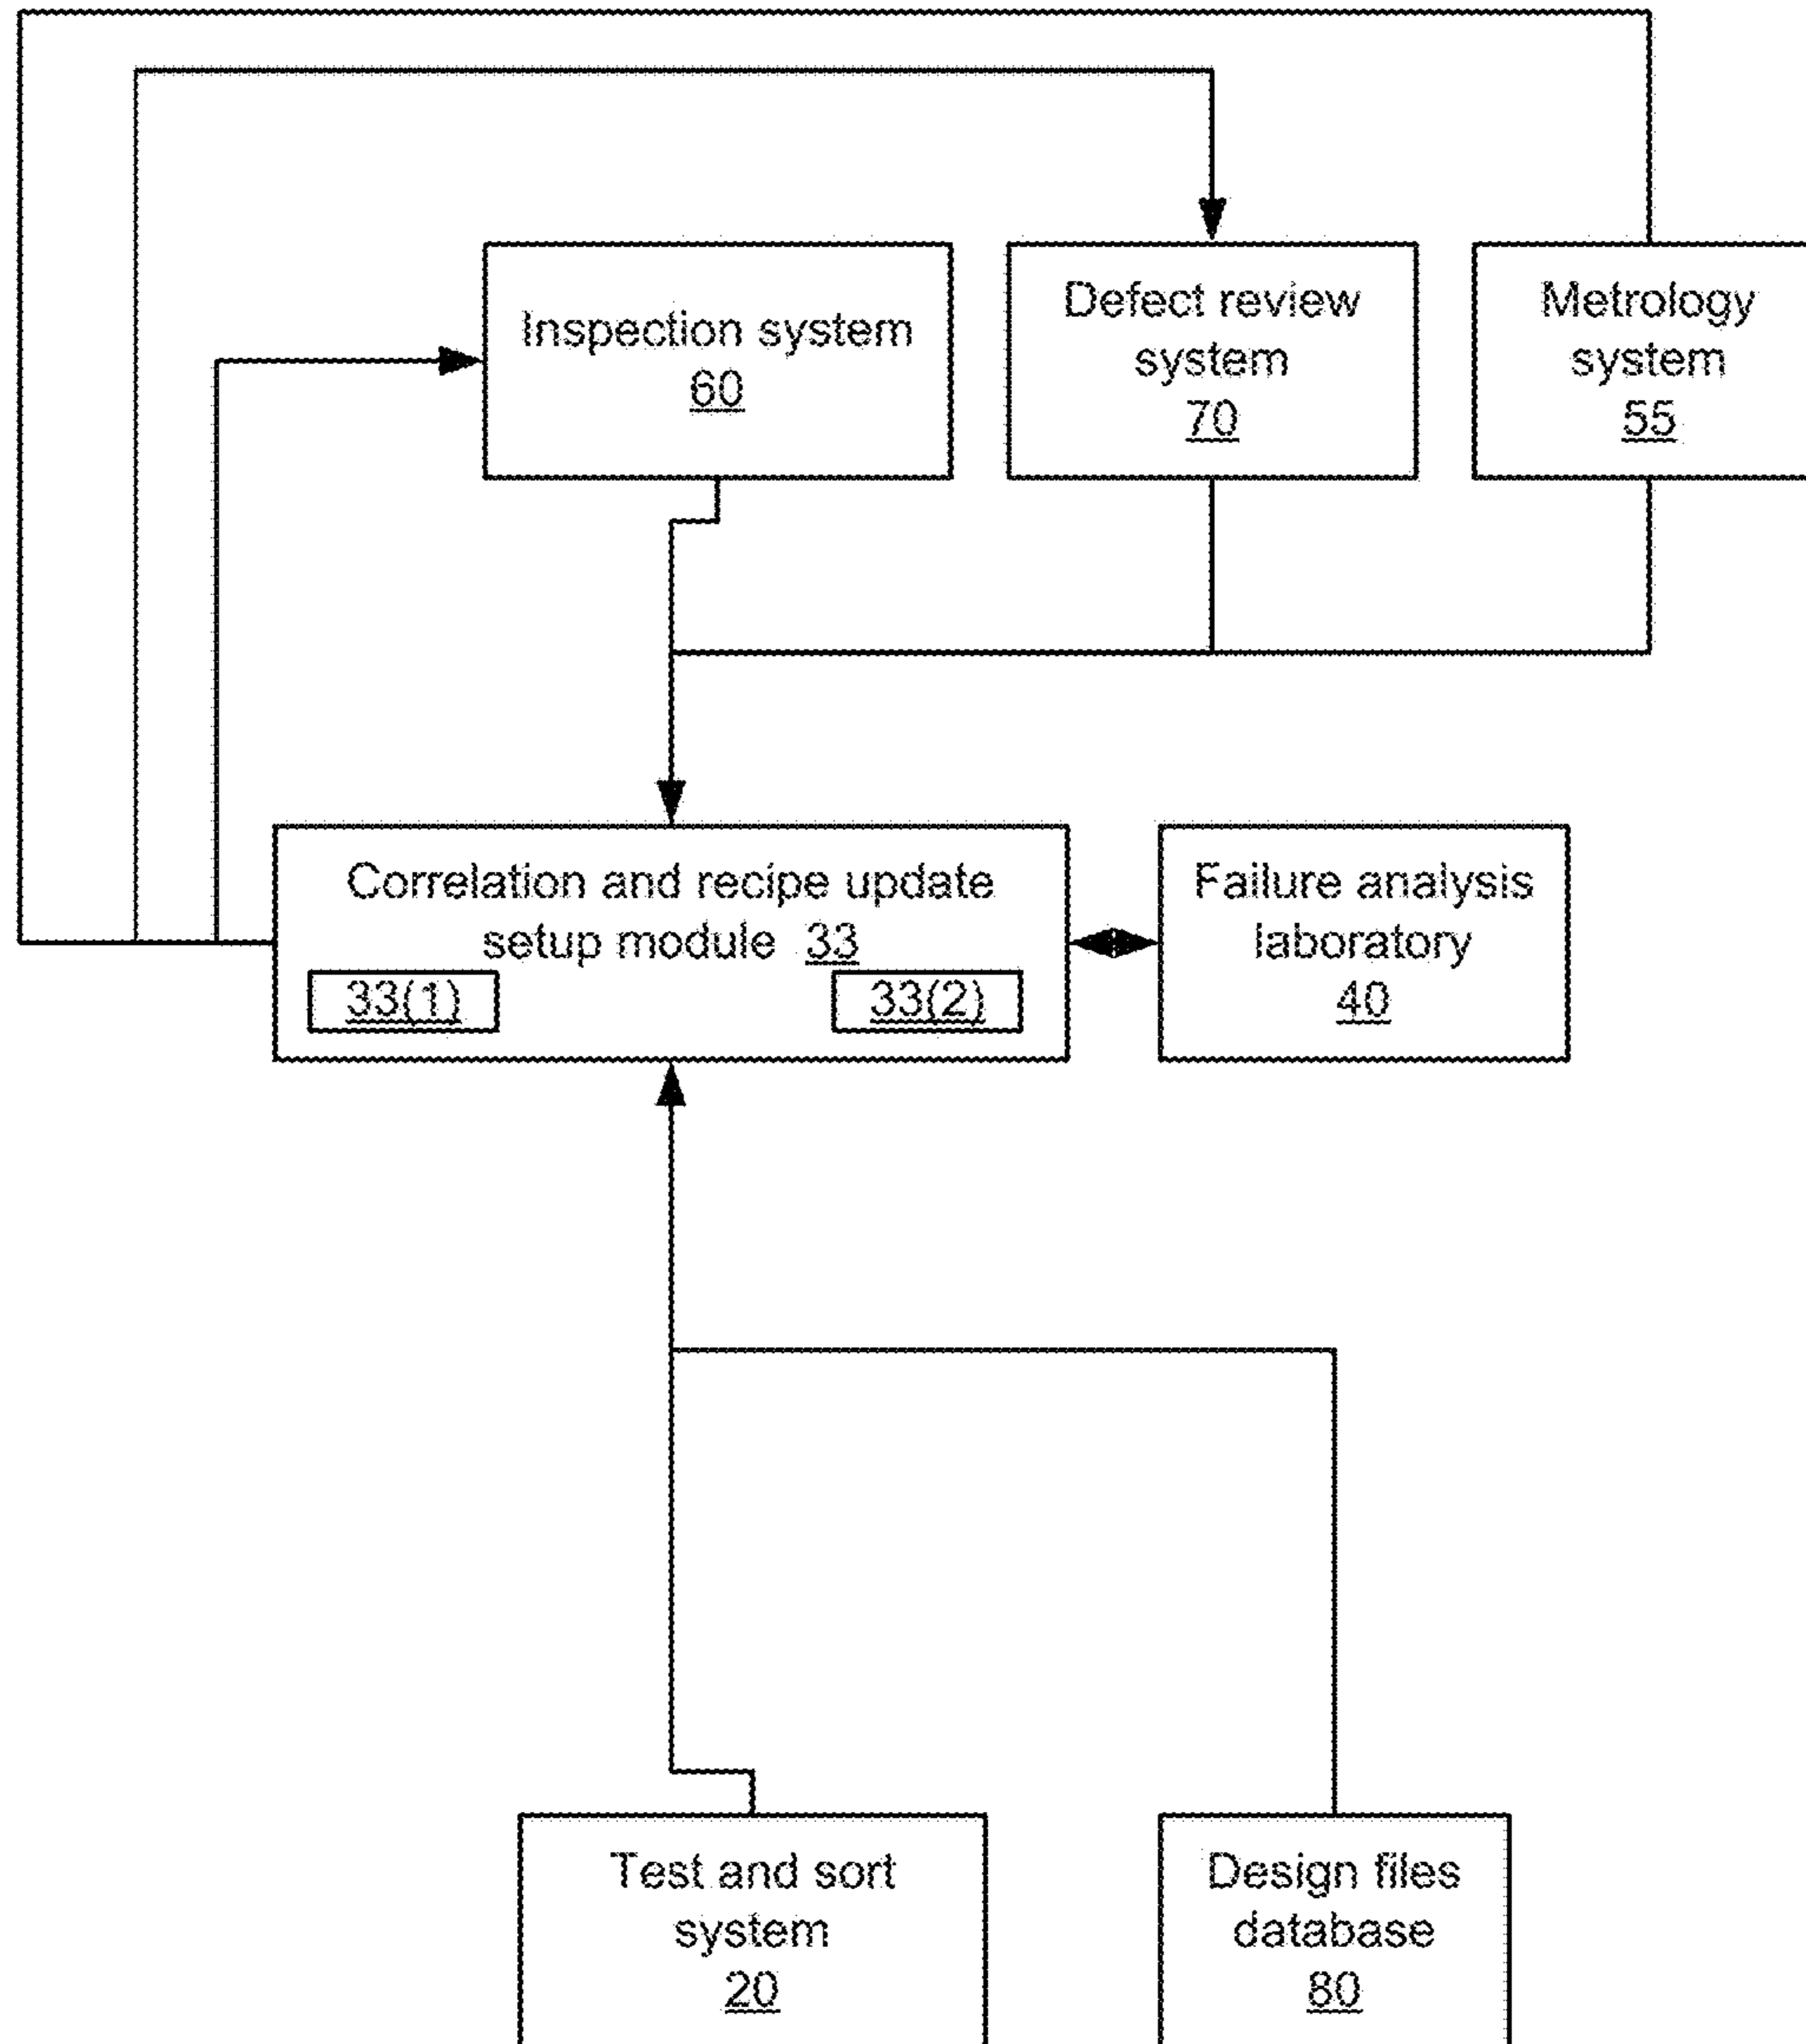 Inspection system
60
Defect review
system
70
Metrology
system
55
Correlation and recipe update
setup module 33
33(1)
33(2)
Failure analysis
laboratory
40
Test and sort
system
20
Design files
database
80